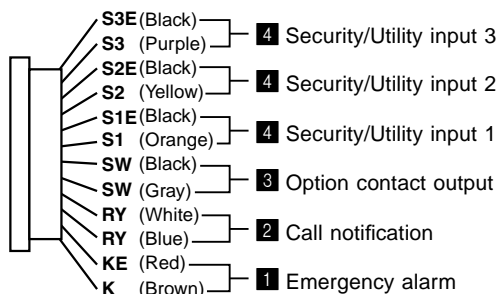 S3E (Black)
S3 (Purple)
4 Security/Utility input 3
S2E (Black)
S2 (Yellow)
4 Security/Utility input 2
S1E (Black)
S1 (Orange)
4 Security/Utility input 1
SW (Black)
SW (Gray)
3 Option contact output
RY (White)
RY (Blue)
2 Call notification
KE (Red)
K (Brown)
1 Emergency alarm